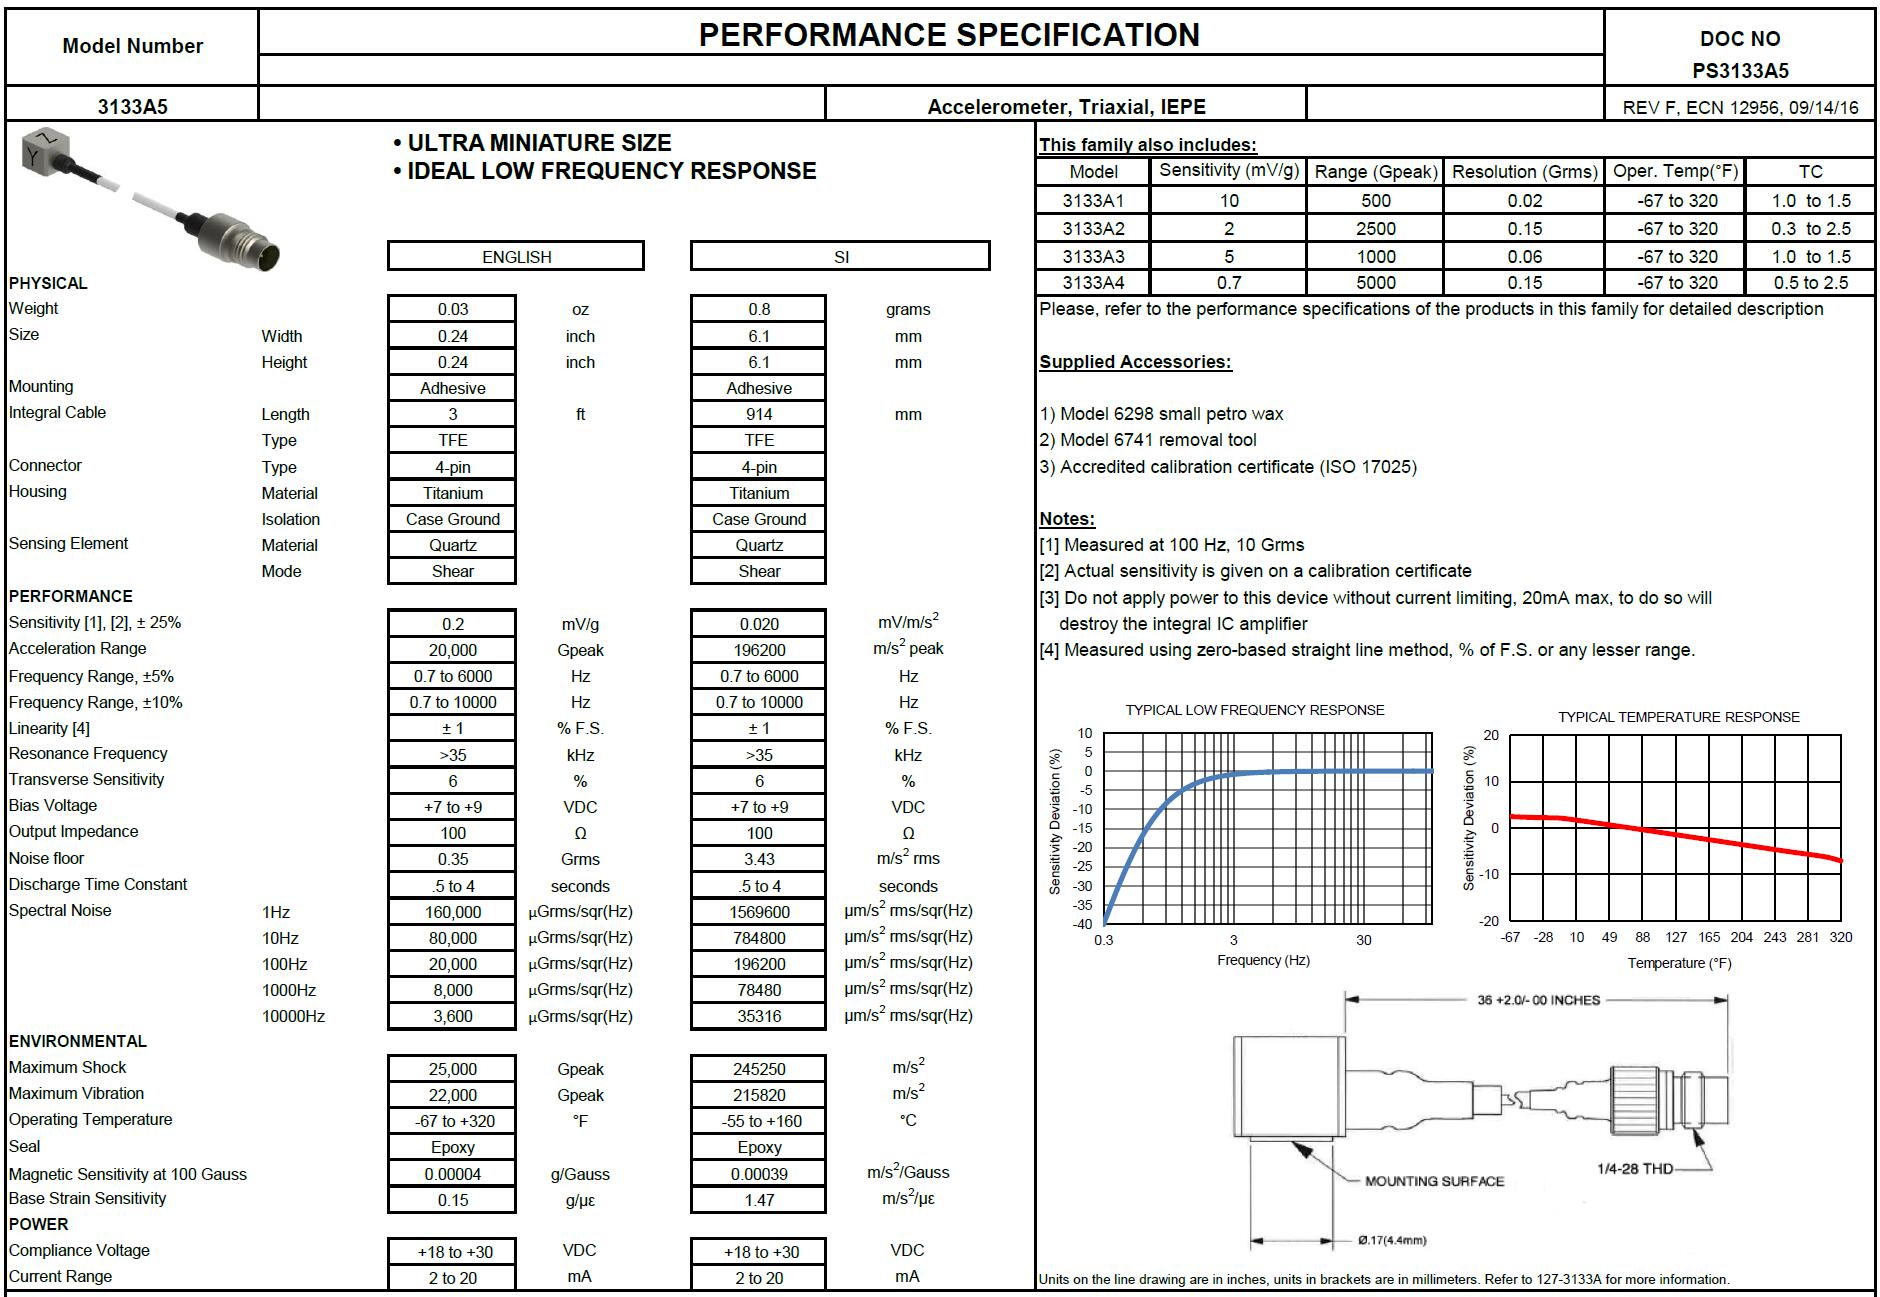 Model Number
PERFORMANCE SPECIFICATION
DOC NO
PS3133A5
3133A5
Accelerometer, Triaxial, IEPE
REV F, ECN 12956, 09/14/16
Z
Y
• ULTRA MINIATURE SIZE
• IDEAL LOW FREQUENCY RESPONSE
ENGLISH SI
PHYSICAL
Weight 0.03 oz 0.8 grams
Size Width 0.24 inch 6.1 mm
Height 0.24 inch 6.1 mm
Mounting Adhesive Adhesive
Integral Cable Length 3 ft 914 mm
Type TFE TFE
Connector Type 4-pin 4-pin
Housing Material Titanium Titanium
Isolation Case Ground Case Ground
Sensing Element Material Quartz Quartz
Mode Shear Shear
PERFORMANCE
Sensitivity [1], [2], ± 25% 0.2 mV/g 0.020 mV/m/s²
Acceleration Range 20,000 Gpeak 196200 m/s² peak
Frequency Range, ±5% 0.7 to 6000 Hz 0.7 to 6000 Hz
Frequency Range, ±10% 0.7 to 10000 Hz 0.7 to 10000 Hz
Linearity [4] ± 1 % F.S. ± 1 % F.S.
Resonance Frequency >35 kHz >35 kHz
Transverse Sensitivity 6 % 6 %
Bias Voltage +7 to +9 VDC +7 to +9 VDC
Output Impedance 100 Ω 100 Ω
Noise floor 0.35 Grms 3.43 m/s² rms
Discharge Time Constant .5 to 4 seconds .5 to 4 seconds
Spectral Noise 1Hz 160,000 µGrms/sqr(Hz) 1569600 µm/s² rms/sqr(Hz)
10Hz 80,000 µGrms/sqr(Hz) 784800 µm/s² rms/sqr(Hz)
100Hz 20,000 µGrms/sqr(Hz) 196200 µm/s² rms/sqr(Hz)
1000Hz 8,000 µGrms/sqr(Hz) 78480 µm/s² rms/sqr(Hz)
10000Hz 3,600 µGrms/sqr(Hz) 35316 µm/s² rms/sqr(Hz)
ENVIRONMENTAL
Maximum Shock 25,000 Gpeak 245250 m/s²
Maximum Vibration 22,000 Gpeak 215820 m/s²
Operating Temperature -67 to +320 °F -55 to +160 °C
Seal Epoxy Epoxy
Magnetic Sensitivity at 100 Gauss 0.00004 g/Gauss 0.00039 m/s²/Gauss
Base Strain Sensitivity 0.15 g/µε 1.47 m/s²/µε
POWER
Compliance Voltage +18 to +30 VDC +18 to +30 VDC
Current Range 2 to 20 mA 2 to 20 mA
This family also includes:
Model Sensitivity (mV/g) Range (Gpeak) Resolution (Grms) Oper. Temp(°F) TC
3133A1 10 500 0.02 -67 to 320 1.0 to 1.5
3133A2 2 2500 0.15 -67 to 320 0.3 to 2.5
3133A3 5 1000 0.06 -67 to 320 1.0 to 1.5
3133A4 0.7 5000 0.15 -67 to 320 0.5 to 2.5
Please, refer to the performance specifications of the products in this family for detailed description
Supplied Accessories:
1) Model 6298 small petro wax
2) Model 6741 removal tool
3) Accredited calibration certificate (ISO 17025)
Notes:
[1] Measured at 100 Hz, 10 Grms
[2] Actual sensitivity is given on a calibration certificate
[3] Do not apply power to this device without current limiting, 20mA max, to do so will
destroy the integral IC amplifier
[4] Measured using zero-based straight line method, % of F.S. or any lesser range.
TYPICAL LOW FREQUENCY RESPONSE
Sensitivity Deviation (%)
10
5
0
-5
-10
-15
-20
-25
-30
-35
-40
0.3 3 30
Frequency (Hz)
TYPICAL TEMPERATURE RESPONSE
Sensitivity Deviation (%)
20
10
0
-10
-20
-67 -28 10 49 88 127 165 204 243 281 320
Temperature (°F)
36 +2.0/- 00 INCHES
1/4-28 THD
MOUNTING SURFACE
Ø.17(4.4mm)
Units on the line drawing are in inches, units in brackets are in millimeters. Refer to 127-3133A for more information.